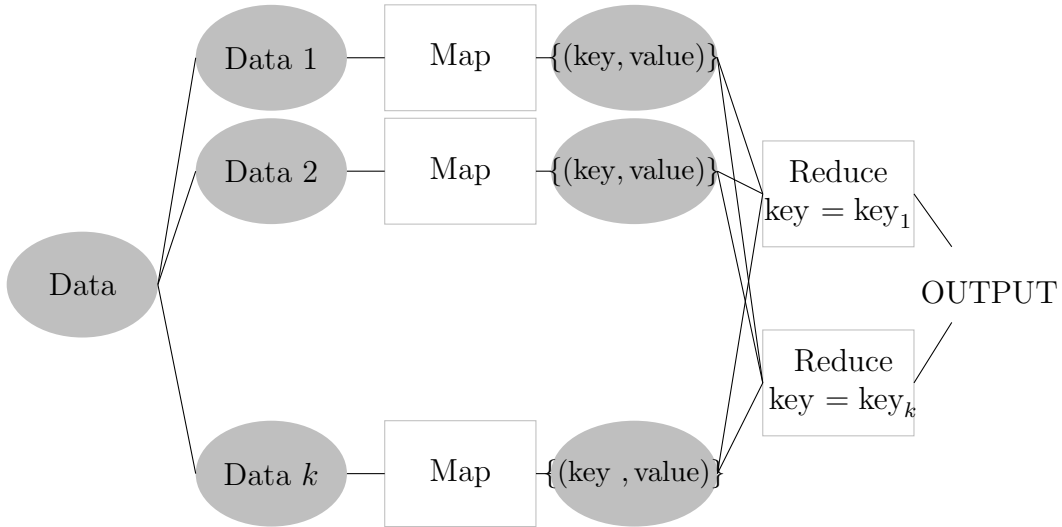 Data 1
Map
{(key, value)}
Data 2
Map
{(key, value)}
Reduce
key = key₁
Data
OUTPUT
Reduce
key = keyₖ
Data k
Map
{(key , value)}